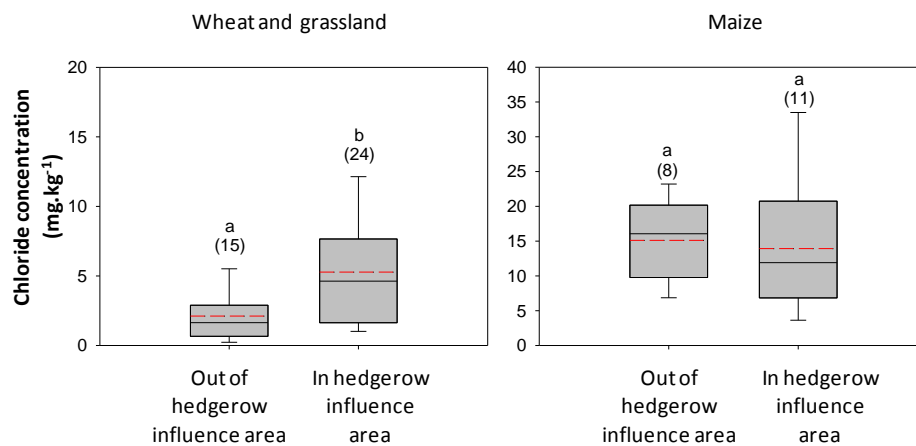 Wheat and grassland
Maize
Chloride concentration
(mg.kg-1)
20
15
10
5
0
a
(15)
b
(24)
Out of
hedgerow
influence area
In hedgerow
influence
area
40
35
30
25
20
15
10
5
0
a
(8)
a
(11)
Out of
hedgerow
influence area
In hedgerow
influence
area